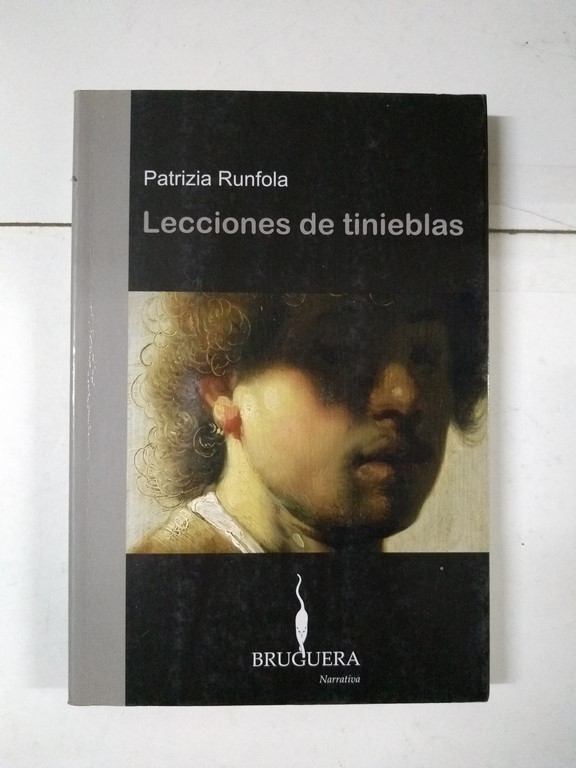 Patrizia Runfola
Lecciones de tinieblas
BRUGUERA
Narrativa